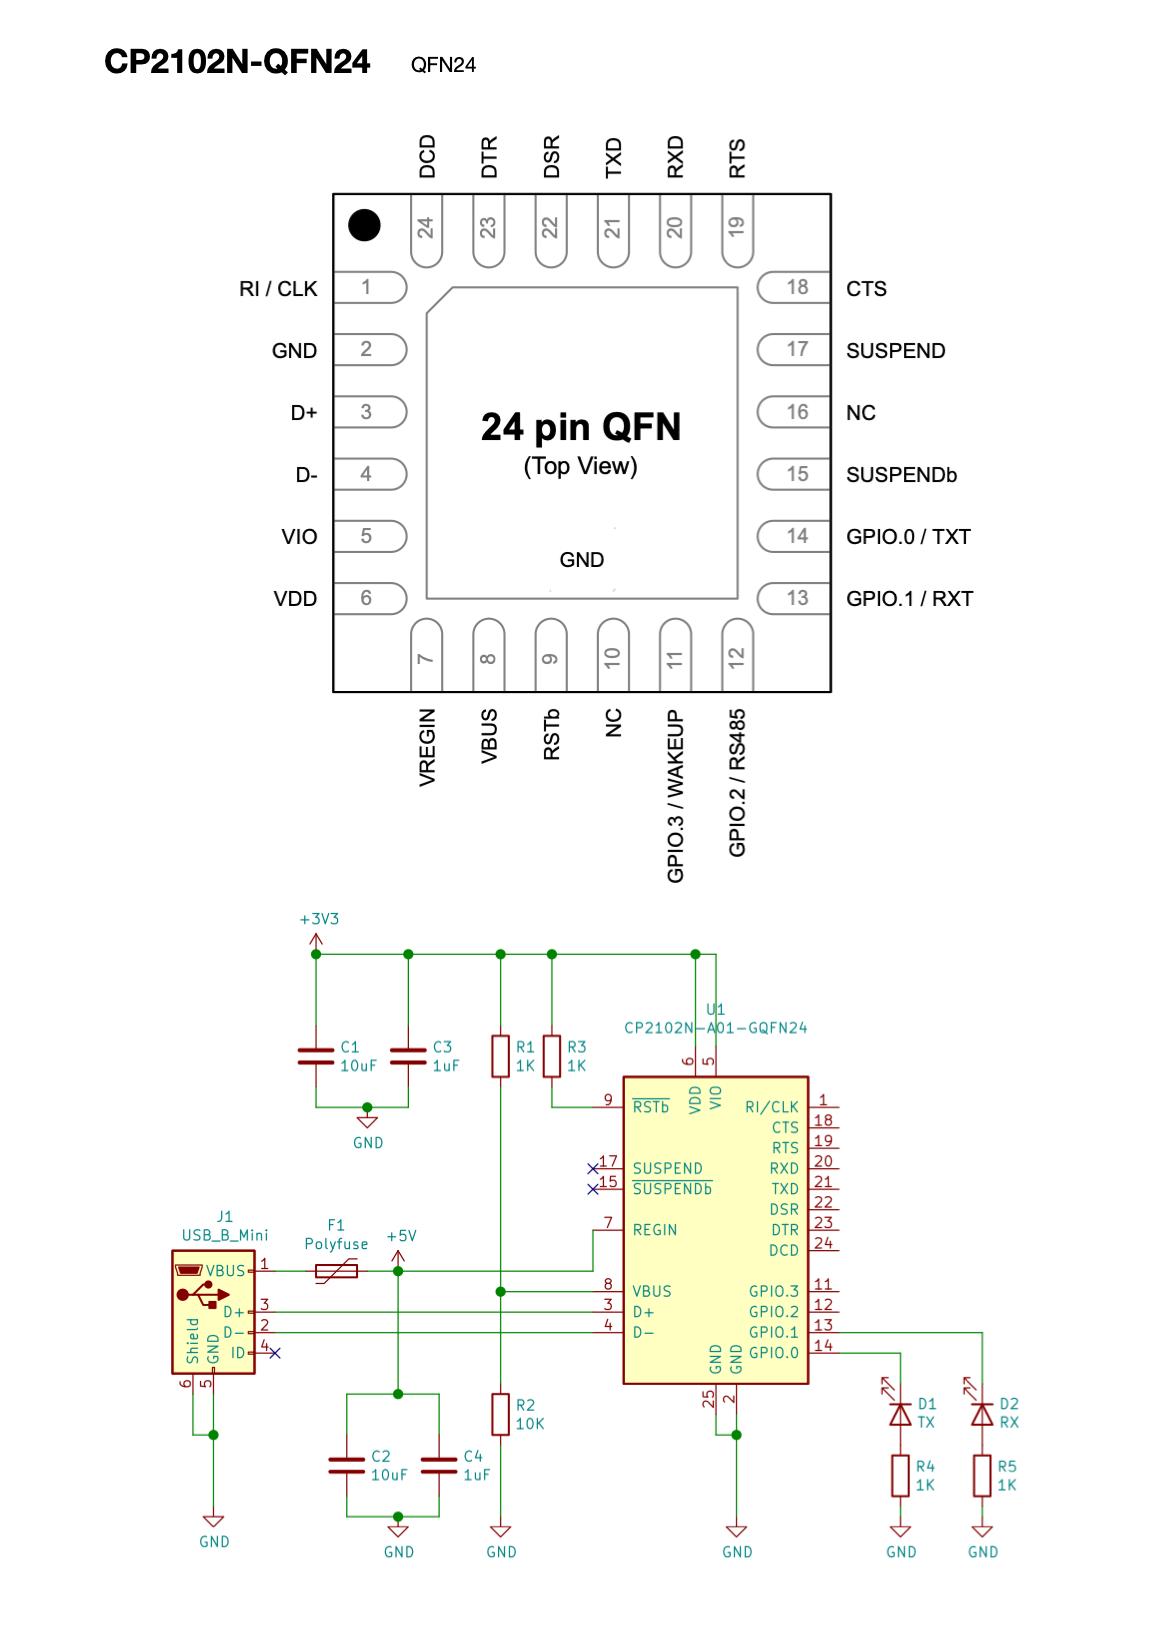 CP2102N-QFN24 QFN24
DCD DTR DSR TXD RXD RTS
24 23 22 21 20 19
RI / CLK 1 18 CTS
GND 2 17 SUSPEND
D+ 3 16 NC
24 pin QFN
(Top View)
D- 4 15 SUSPENDb
VIO 5 14 GPIO.0 / TXT
GND
VDD 6 13 GPIO.1 / RXT
7 8 9 10 11 12
VREGIN VBUS RSTb NC GPIO.3 / WAKEUP GPIO.2 / RS485
+3V3
U1
CP2102N-A01-GQFN24
C1
10uF
C3
1uF
R1
1K
R3
1K
GND
6 5
VDD VIO
9 RSTb
17 SUSPEND
15 SUSPENDb
7 REGIN
8 VBUS
3 D+
4 D-
RI/CLK 1
CTS 18
RTS 19
RXD 20
TXD 21
DSR 22
DTR 23
DCD 24
GPIO.3 11
GPIO.2 12
GPIO.1 13
GPIO.0 14
GND GND
25 2
J1
USB_B_Mini
F1
Polyfuse
+5V
VBUS 1
D+ 3
D- 2
ID 4
Shield GND
6 5
R2
10K
C2
10uF
C4
1uF
D1
TX
D2
RX
R4
1K
R5
1K
GND
GND
GND
GND
GND
GND